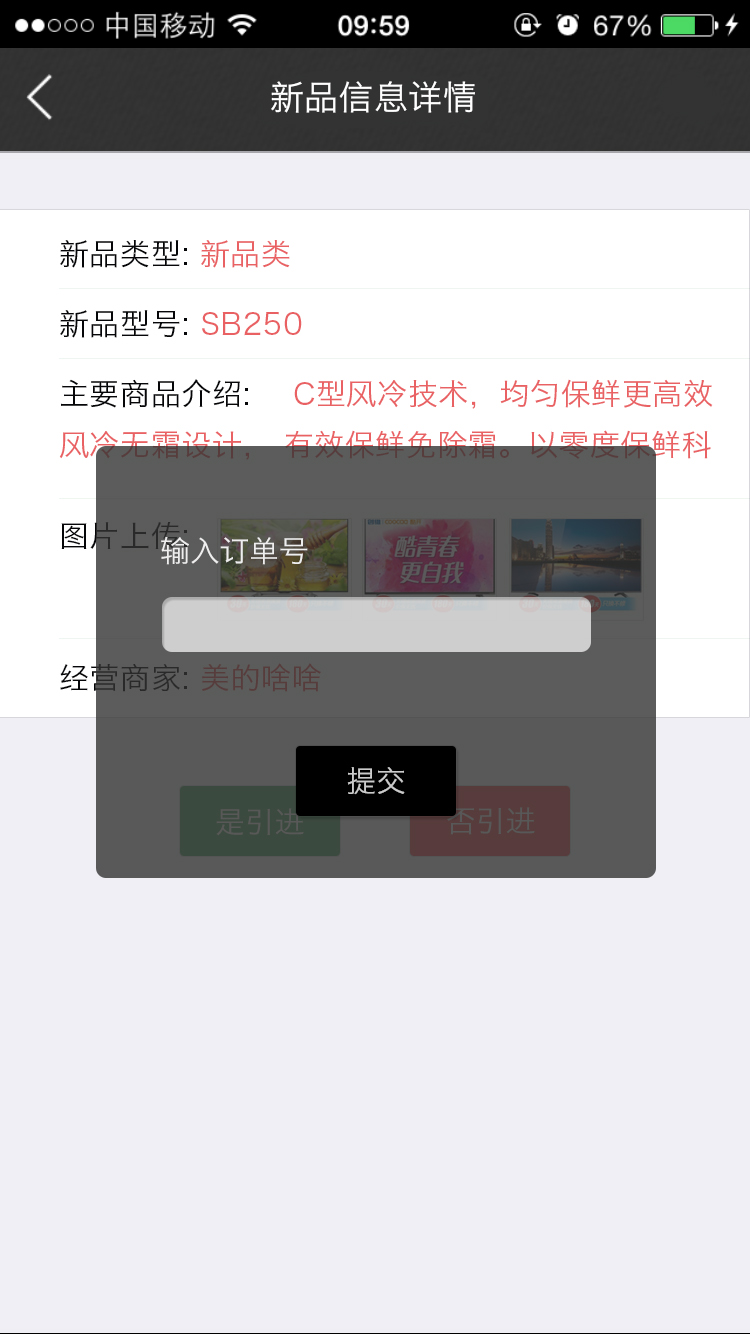 中国移动 09:59 67%
新品信息详情
新品类型: 新品类
新品型号: SB250
主要商品介绍: C型风冷技术，均匀保鲜更高效
风冷无霜设计， 有效保鲜免除霜。以零度保鲜科
图片上传:
酷青春
更自我
输入订单号
经营商家: 美的啥啥
提交
是引进
否引进